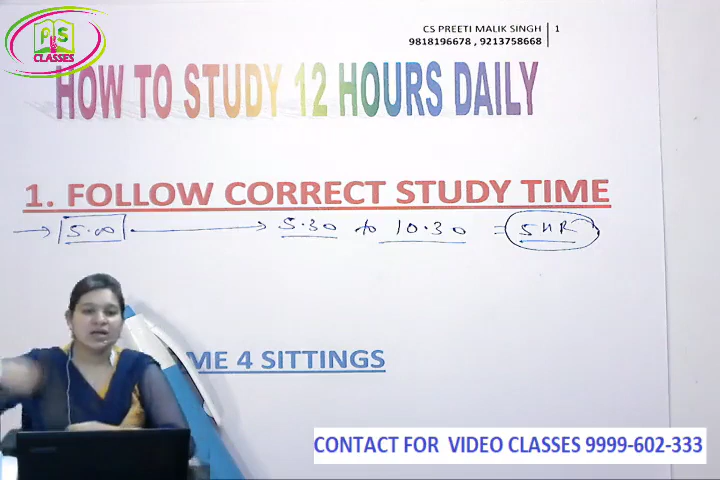 PS
CLASSES
CS PREETI MALIK SINGH 1
9818196678 , 9213758668
HOW TO STUDY 12 HOURS DAILY
1. FOLLOW CORRECT STUDY TIME
→ 5.00 → 5.30 to 10.30 = 5 HR
ME 4 SITTINGS
CONTACT FOR VIDEO CLASSES 9999-602-333